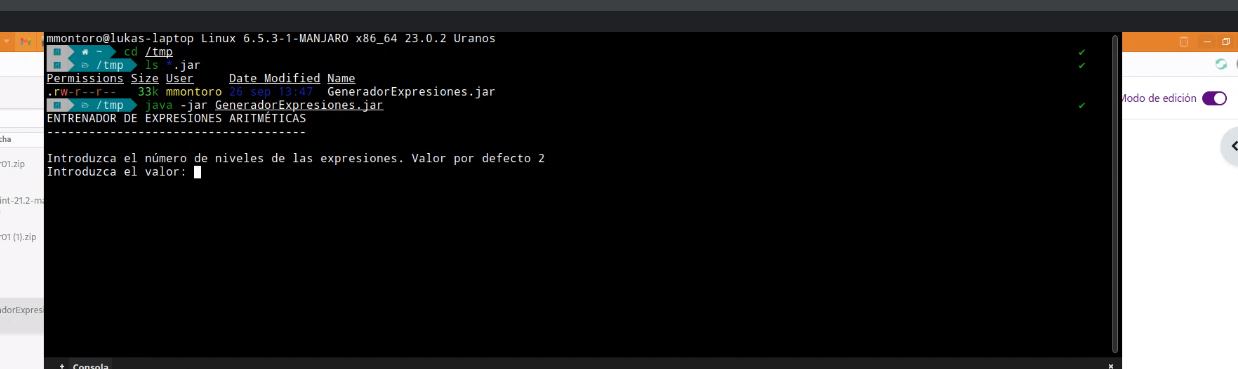 mmontoro@lukas-laptop Linux 6.5.3-1-MANJARO x86_64 23.0.2 Uranos
~ cd /tmp
/tmp ls *.jar
Permissions Size User Date Modified Name
.rw-r--r-- 33k mmontoro 26 sep 13:47 GeneradorExpresiones.jar
/tmp java -jar GeneradorExpresiones.jar
ENTRENADOR DE EXPRESIONES ARITMÉTICAS
-------------------------------------
Introduzca el número de niveles de las expresiones. Valor por defecto 2
Introduzca el valor:
Modo de edición
cha
r01.zip
int-21.2-ma
r01 (1).zip
adorExpresi
Consola